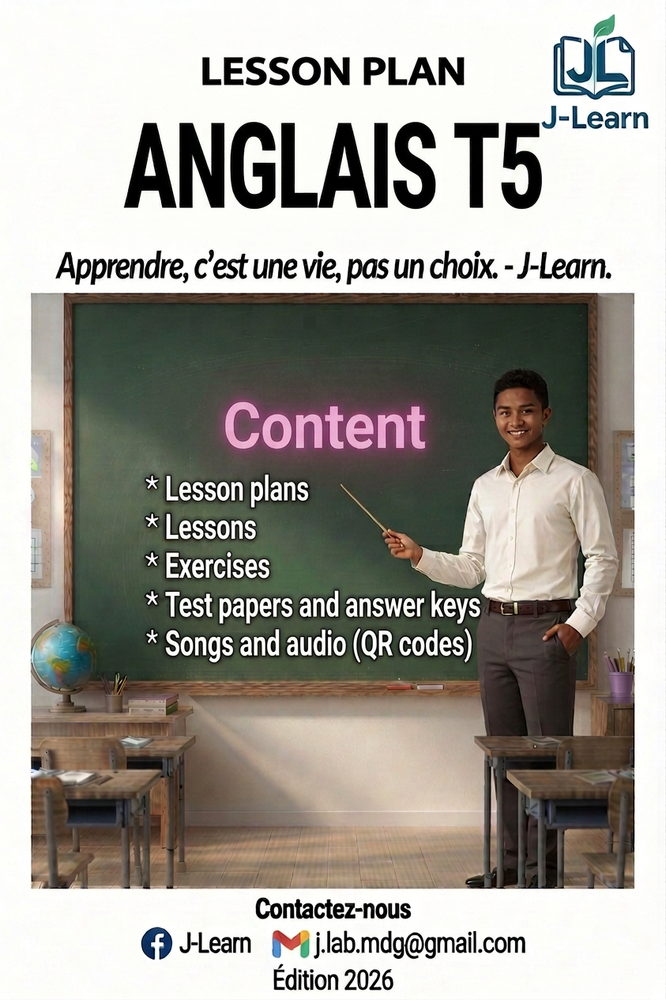 LESSON PLAN
JL
J-Learn
ANGLAIS T5
Apprendre, c’est une vie, pas un choix. - J-Learn.
Content
* Lesson plans
* Lessons
* Exercises
* Test papers and answer keys
* Songs and audio (QR codes)
Contactez-nous
J-Learn j.lab.mdg@gmail.com
Édition 2026